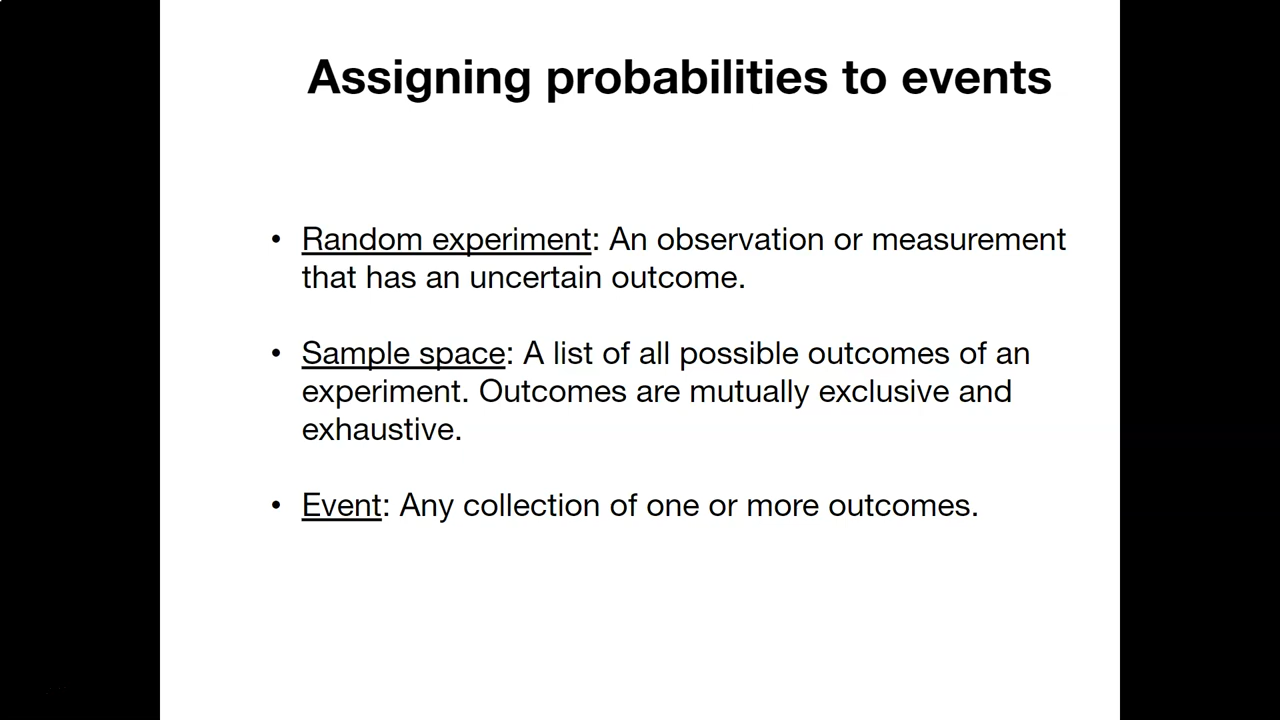 Assigning probabilities to events
• Random experiment: An observation or measurement
that has an uncertain outcome.
• Sample space: A list of all possible outcomes of an
experiment. Outcomes are mutually exclusive and
exhaustive.
• Event: Any collection of one or more outcomes.